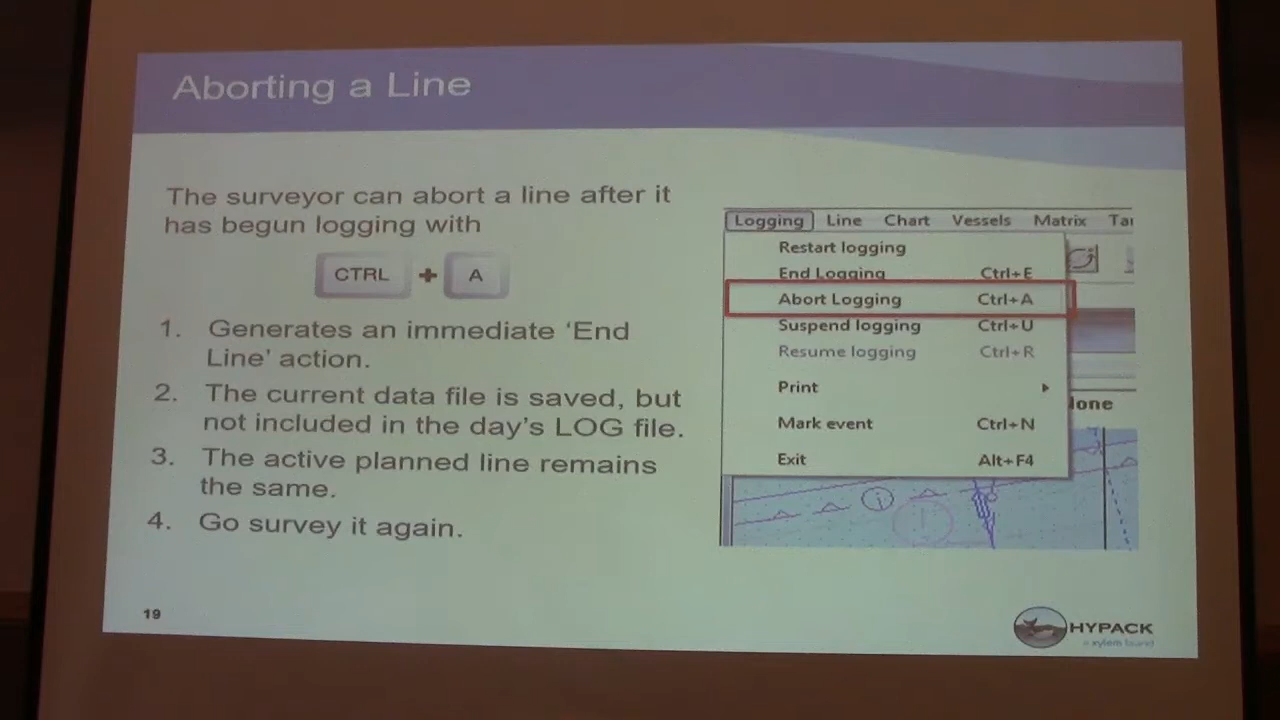 Aborting a Line
The surveyor can abort a line after it
has begun logging with
CTRL + A
1. Generates an immediate ‘End
Line’ action.
2. The current data file is saved, but
not included in the day’s LOG file.
3. The active planned line remains
the same.
4. Go survey it again.
Logging Line Chart Vessels Matrix Tar
Restart logging
End Logging Ctrl+E
Abort Logging Ctrl+A
Suspend logging Ctrl+U
Resume logging Ctrl+R
Print
Mark event Ctrl+N
Exit Alt+F4
lone
19
HYPACK
a xylem brand